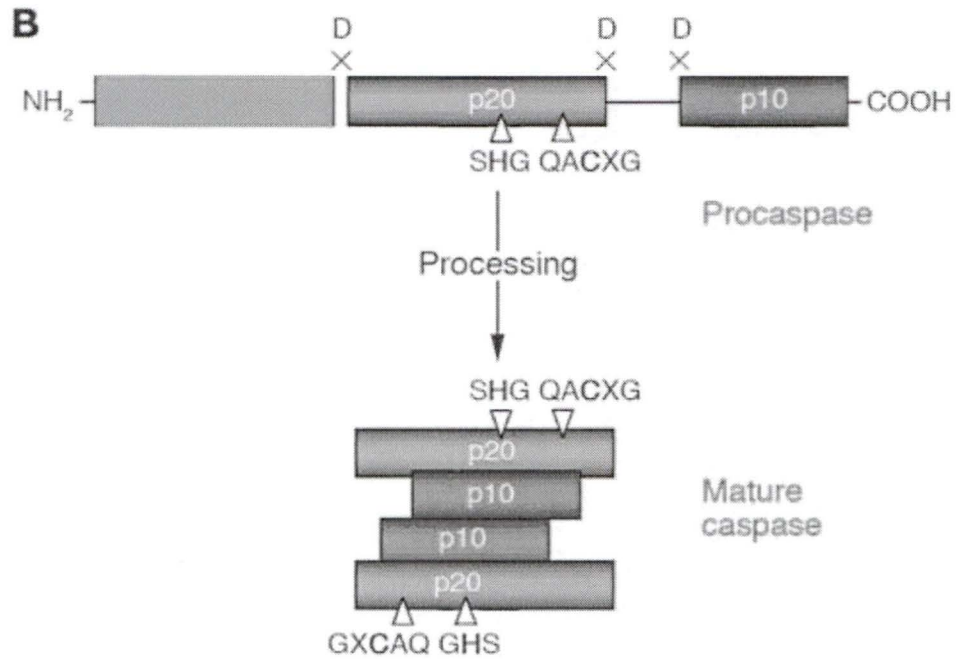 B
D D D
NH2 p20 p10 COOH
SHG QACXG
Procaspase
Processing
SHG QACXG
p20
p10
Mature
caspase
p10
p20
GXCAQ GHS